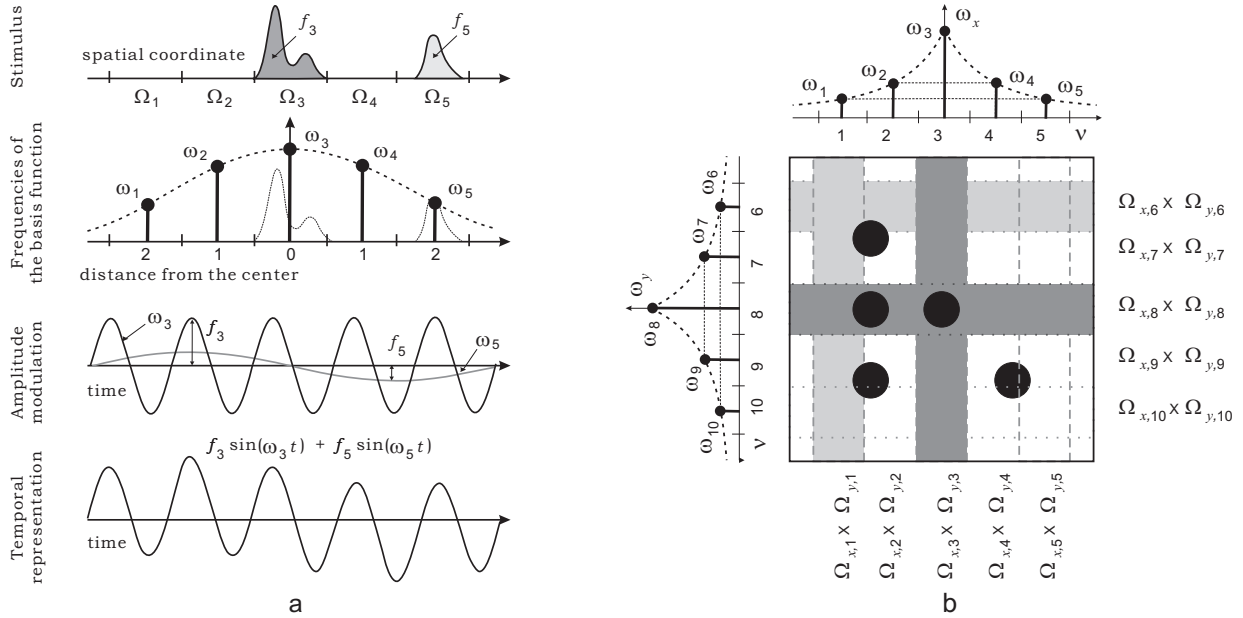 Stimulus
f3
f5
spatial coordinate
Ω1 Ω2 Ω3 Ω4 Ω5
Frequencies of
the basis function
ω1 ω2 ω3 ω4 ω5
2 1 0 1 2
distance from the center
Amplitude
modulation
ω3 f3 f5 ω5
time
f3 sin(ω3t) + f5 sin(ω5t)
Temporal
representation
time
a
ωx
ω1 ω2 ω3 ω4 ω5
1 2 3 4 5 ν
ωy
ω6 ω7 ω8 ω9 ω10
6 7 8 9 10 ν
Ωx,6 x Ωy,6
Ωx,7 x Ωy,7
Ωx,8 x Ωy,8
Ωx,9 x Ωy,9
Ωx,10 x Ωy,10
Ωx,1 x Ωy,1
Ωx,2 x Ωy,2
Ωx,3 x Ωy,3
Ωx,4 x Ωy,4
Ωx,5 x Ωy,5
b